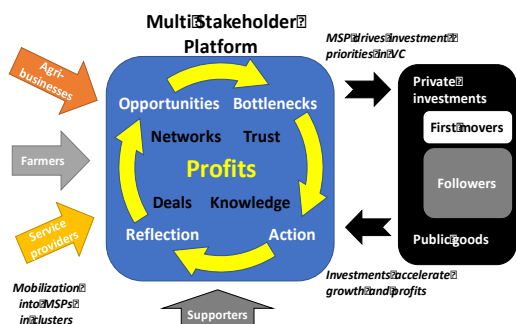 Multi Stakeholder
Platform
MSP drives investment
priorities in VC
Agri-
businesses
Opportunities Bottlenecks
Private
investments
Networks Trust
First movers
Farmers
Profits
Followers
Deals Knowledge
Service
providers
Reflection Action
Public goods
Mobilization
into MSPs
in clusters
Investments accelerate
growth and profits
Supporters